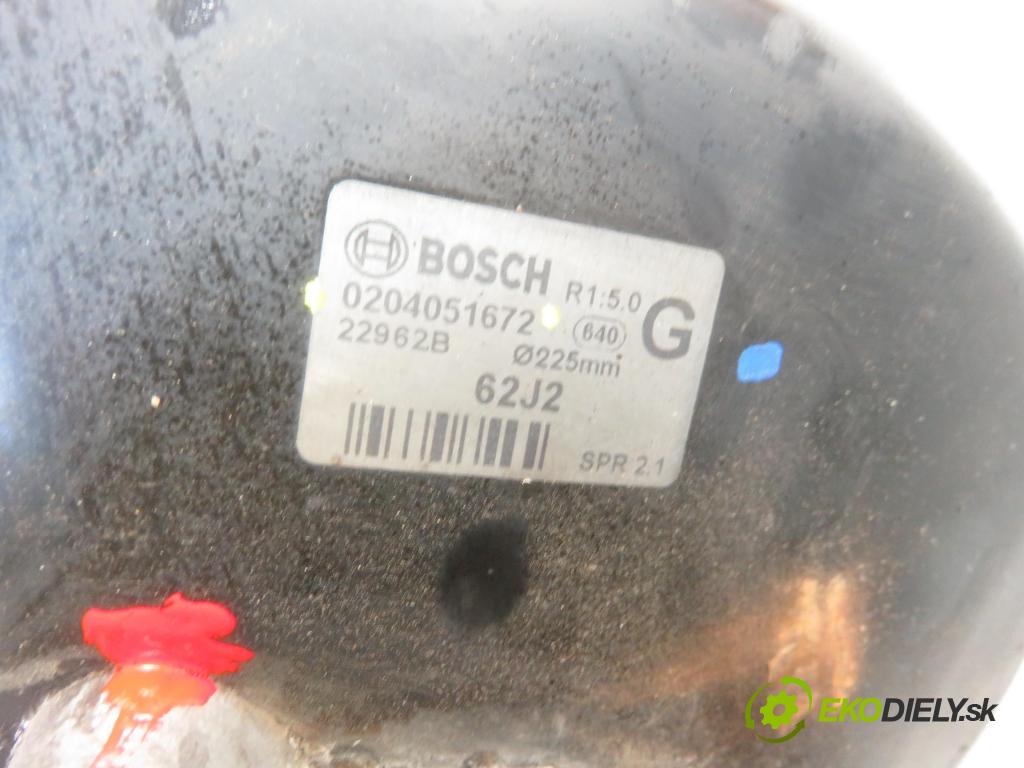 BOSCH R1:5.0 G
0204051672 640
22962B Ø225mm
62J2
SPR 2.1
EKODIELY.sk